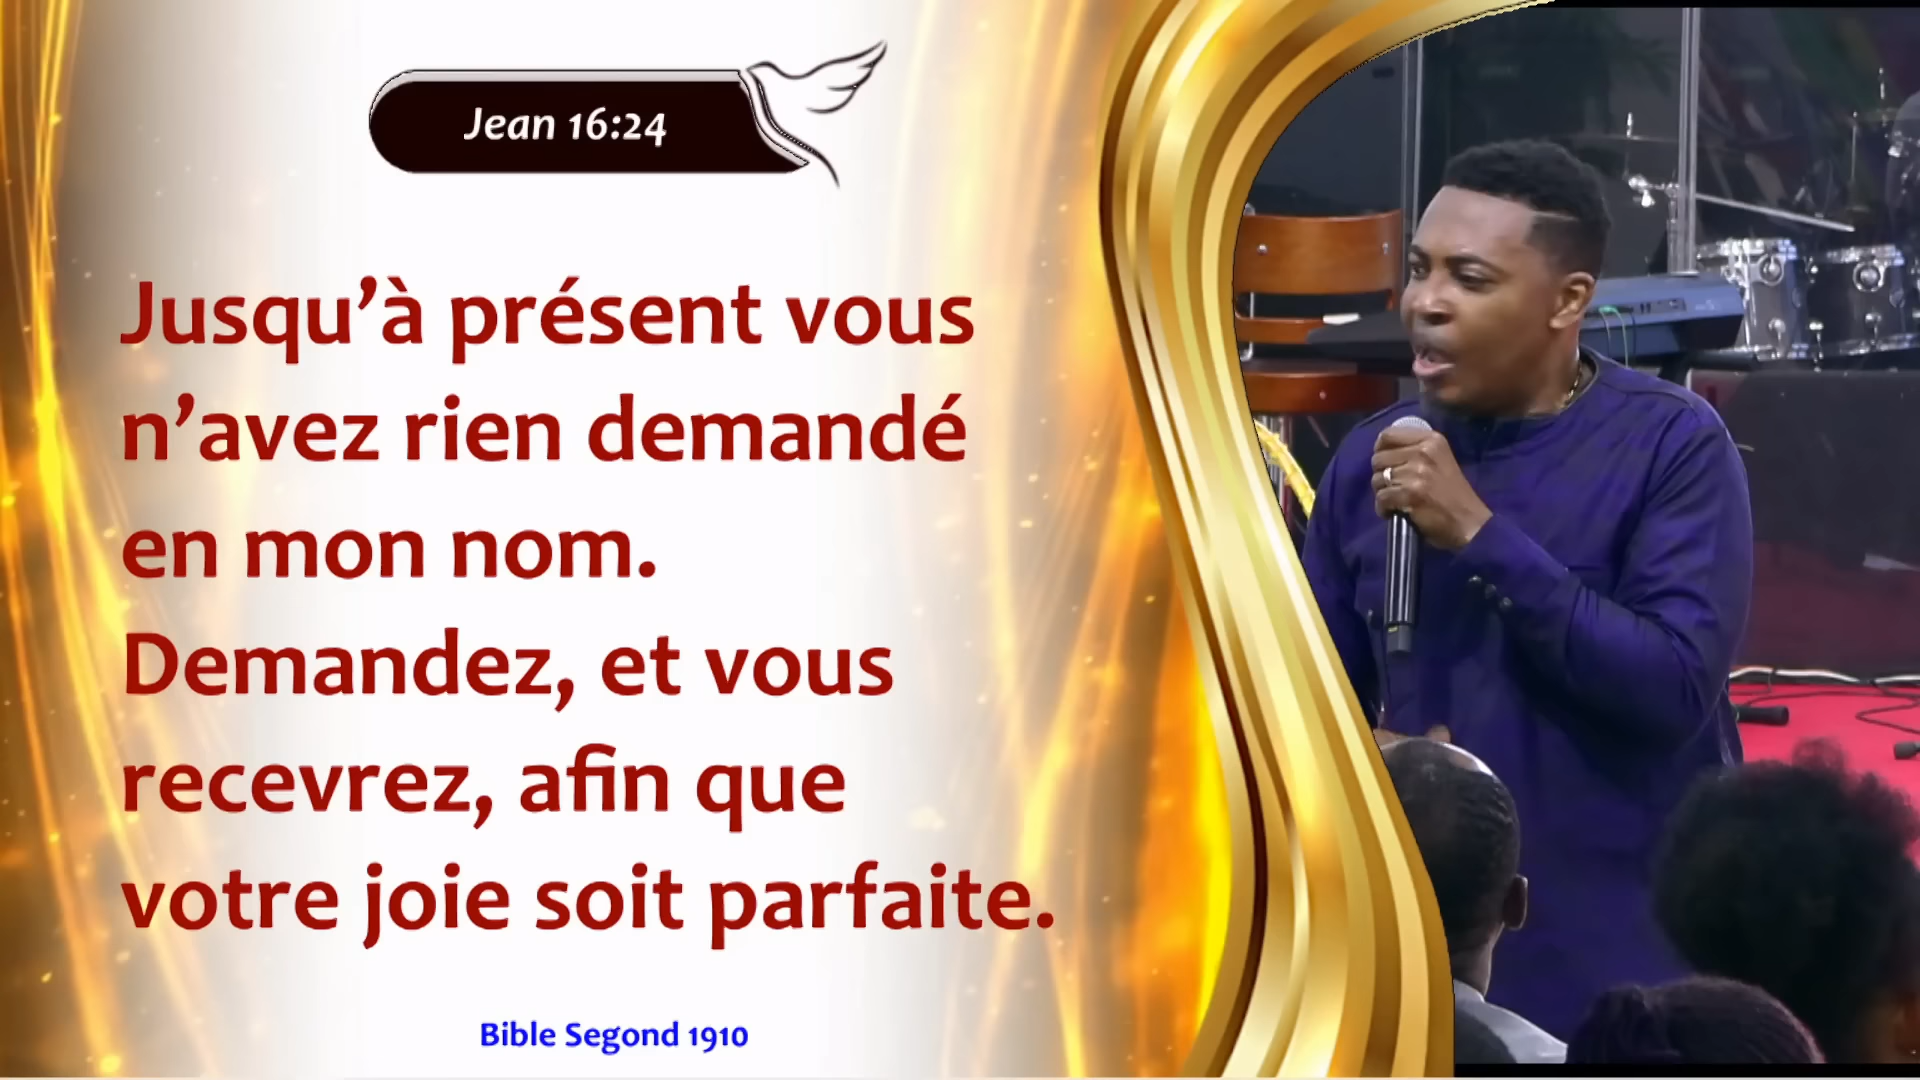 Jean 16:24
Jusqu’à présent vous
n’avez rien demandé
en mon nom.
Demandez, et vous
recevrez, afin que
votre joie soit parfaite.
Bible Segond 1910